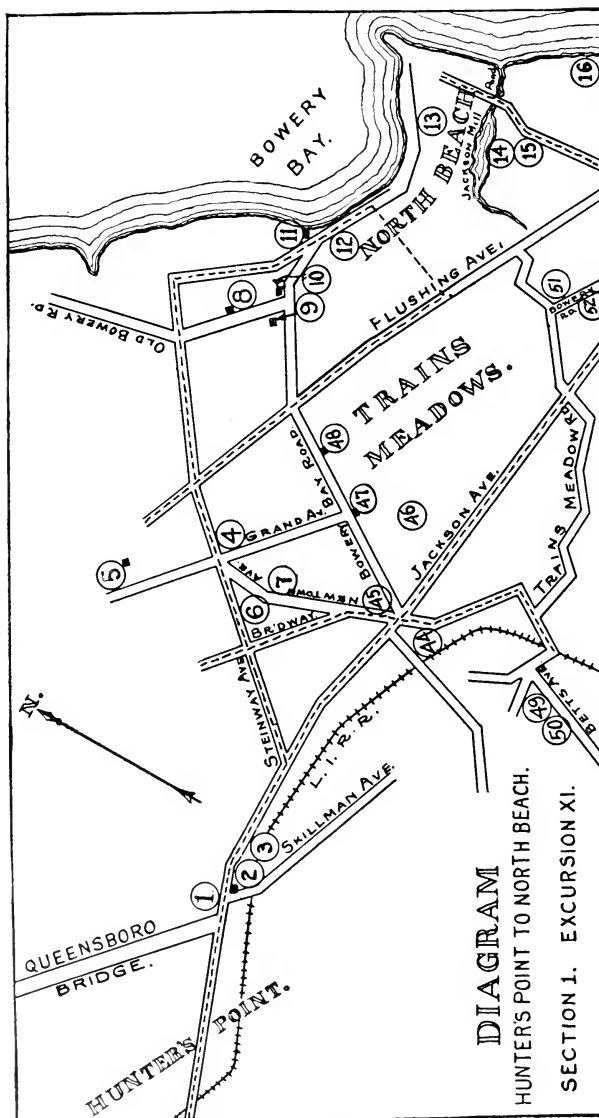 N.
BOWERY
BAY.
QUEENSBORO
BRIDGE.
HUNTER'S POINT.
OLD BOWERY RD.
STEINWAY AVE.
NORTH BEACH
JACKSON MILL
Pond
FLUSHING AVE,
GRAND AV.
NEWTOWN
AVE.
BR'DWAY
BOWERY
BAY
ROAD.
TRAINS
MEADOWS.
JACKSON AVE.
TRAINS MEADOW RD.
BOWERY
RD.
L.I.R.R.
SKILLMAN AVE.
BETTS AVE
1
2
3
4
5
6
7
8
9
10
11
12
13
14
15
16
44
45
46
47
48
49
50
51
52
DIAGRAM
HUNTER'S POINT TO NORTH BEACH.
SECTION 1. EXCURSION XI.